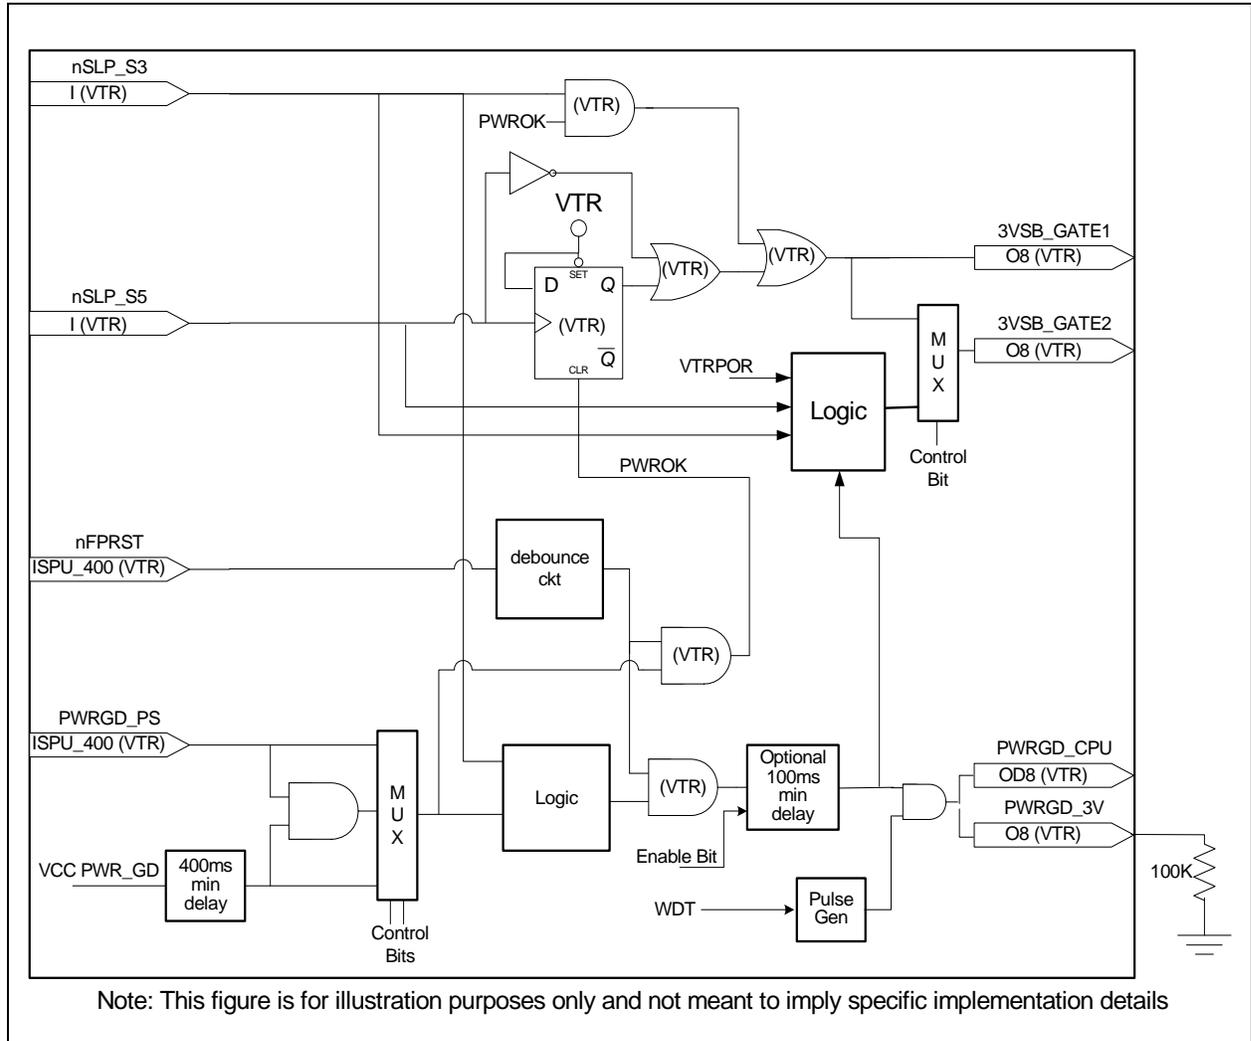 nSLP_S3
I (VTR)
(VTR)
PWROK
VTR
SET
D
Q
(VTR)
Q
CLR
(VTR)
(VTR)
3VSB_GATE1
O8 (VTR)
nSLP_S5
I (VTR)
3VSB_GATE2
O8 (VTR)
MUX
Control
Bit
VTRPOR
Logic
PWROK
nFPRST
ISPU_400 (VTR)
debounce
ckt
(VTR)
PWRGD_PS
ISPU_400 (VTR)
MUX
Control
Bits
VCC PWR_GD
400ms
min
delay
Logic
(VTR)
Optional
100ms
min
delay
Enable Bit
WDT
Pulse
Gen
PWRGD_CPU
OD8 (VTR)
PWRGD_3V
O8 (VTR)
100K
Note: This figure is for illustration purposes only and not meant to imply specific implementation details